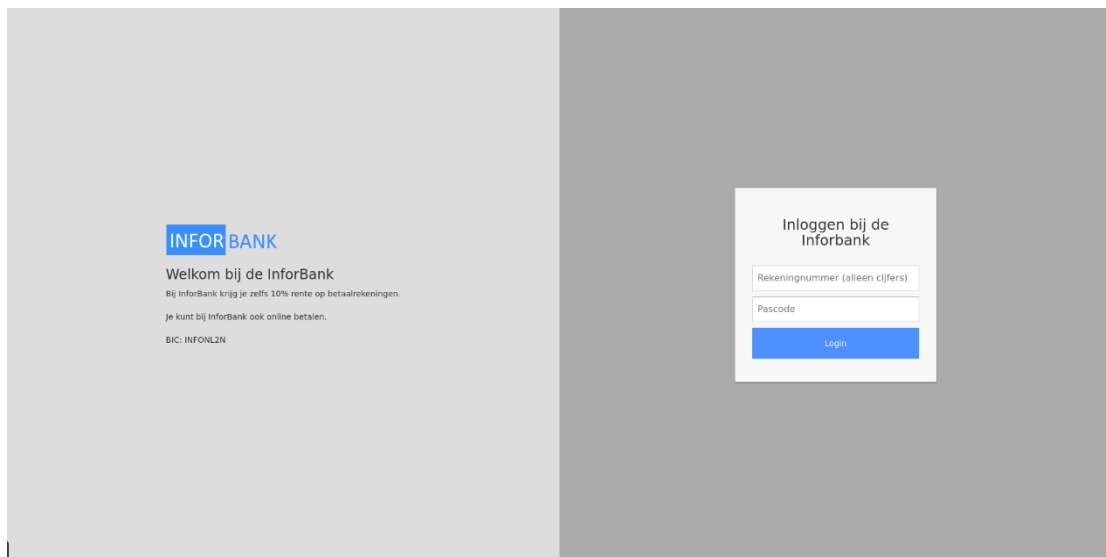 INFOR BANK
Welkom bij de InforBank
Bij InforBank krijg je zelfs 10% rente op betaalrekeningen.
Je kunt bij InforBank ook online betalen.
BIC: INFONL2N
Inloggen bij de
Inforbank
Rekeningnummer (alleen cijfers)
Pascode
Login